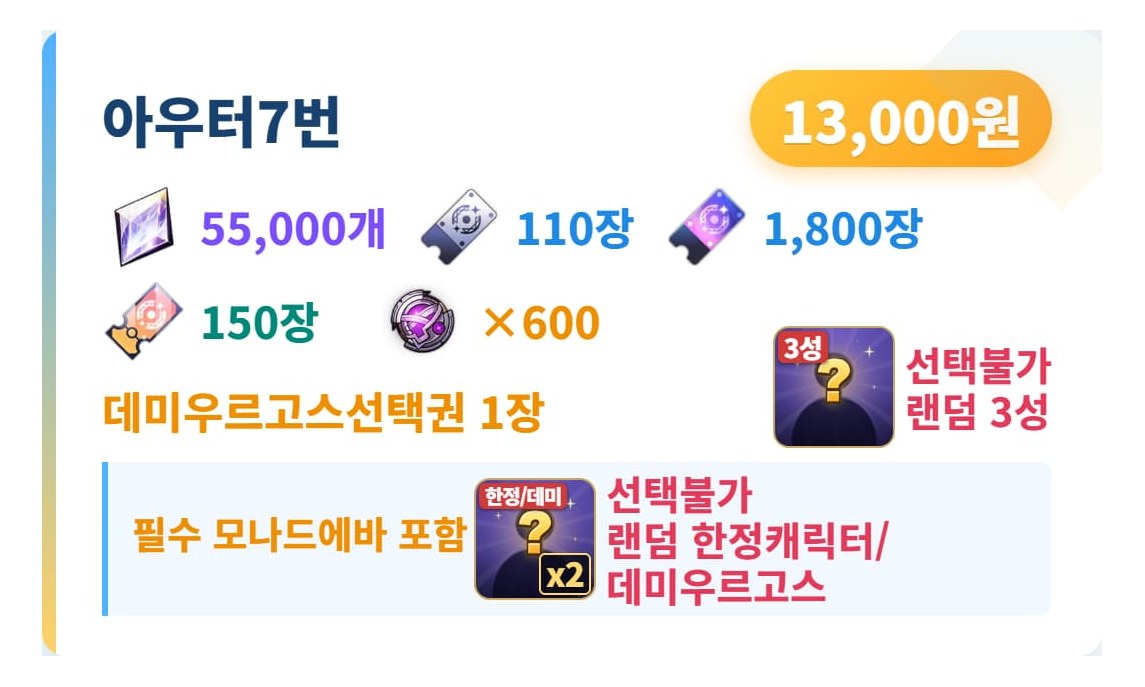 아우터7번
13,000원
55,000개
110장
1,800장
150장
×600
3성
선택불가
랜덤 3성
데미우르고스선택권 1장
필수 모나드에바 포함
한정/데미
x2
선택불가
랜덤 한정캐릭터/
데미우르고스